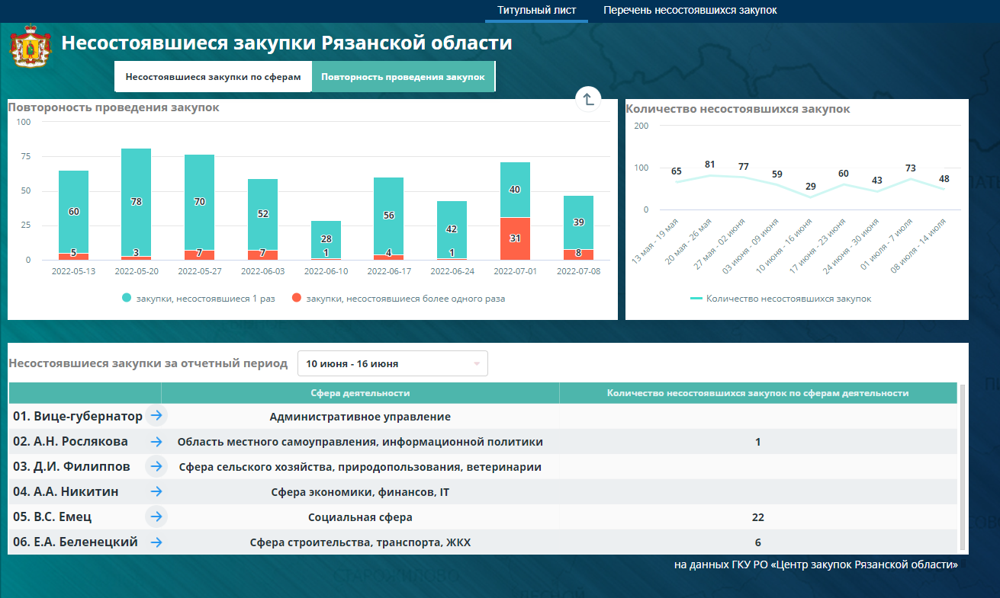 Титульный лист Перечень несостоявшихся закупок
Несостоявшиеся закупки Рязанской области
Несостоявшиеся закупки по сферам Повторность проведения закупок
Повтороность проведения закупок
100
75
50
25
0
60 78 70 52 28 56 42 40 39
5 3 7 7 1 4 1 31 8
2022-05-13 2022-05-20 2022-05-27 2022-06-03 2022-06-10 2022-06-17 2022-06-24 2022-07-01 2022-07-08
закупки, несостоявшиеся 1 раз закупки, несостоявшиеся более одного раза
Количество несостоявшихся закупок
200
100
0
65 81 77 59 29 60 43 73 48
13 мая - 19 мая 20 мая - 26 мая 27 мая - 02 июня 03 июня - 09 июня 10 июня - 16 июня 17 июня - 23 июня 24 июня - 30 июня 01 июля - 7 июля 08 июля - 14 июля
Количество несостоявшихся закупок
Несостоявшиеся закупки за отчетный период 10 июня - 16 июня
Сфера деятельности Количество несостоявшихся закупок по сферам деятельности
01. Вице-губернатор Административное управление
02. А.Н. Рослякова Область местного самоуправления, информационной политики 1
03. Д.И. Филиппов Сфера сельского хозяйства, природопользования, ветеринарии
04. А.А. Никитин Сфера экономики, финансов, IT
05. В.С. Емец Социальная сфера 22
06. Е.А. Беленецкий Сфера строительства, транспорта, ЖКХ 6
на данных ГКУ РО «Центр закупок Рязанской области»